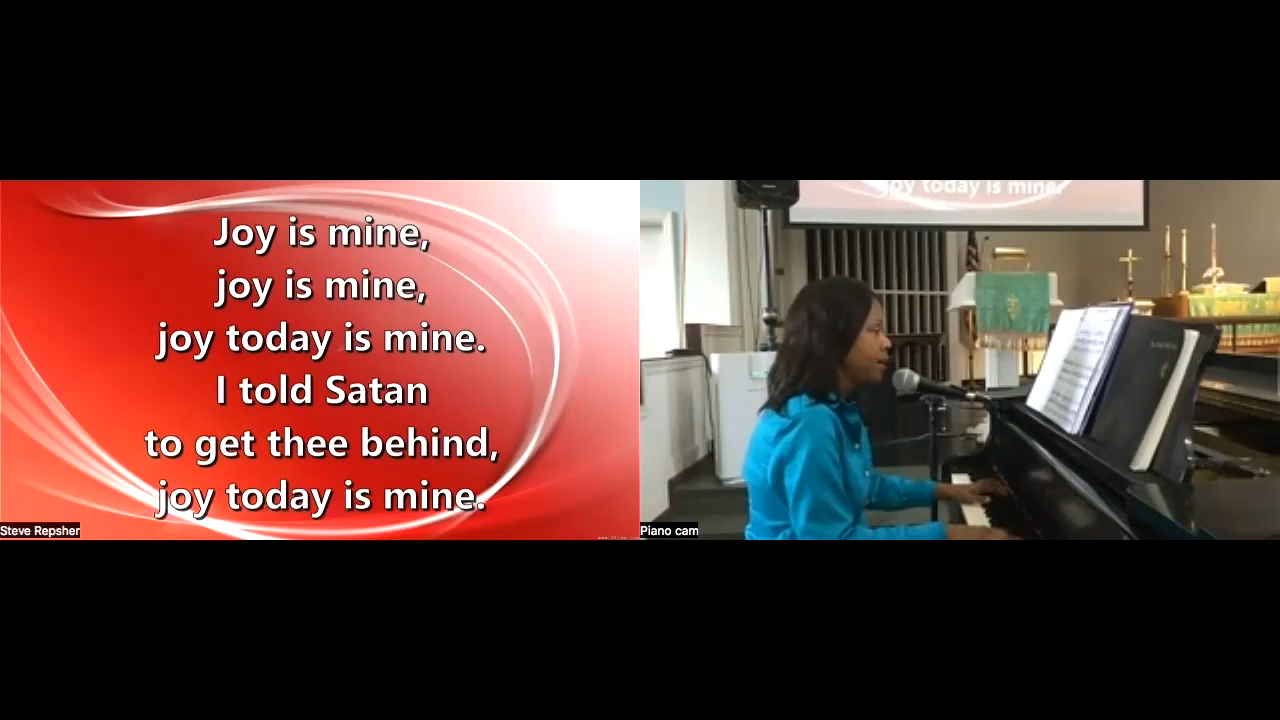 Joy is mine,
joy is mine,
joy today is mine.
I told Satan
to get thee behind,
joy today is mine.
Steve Repsher
joy today is mine.
Piano cam